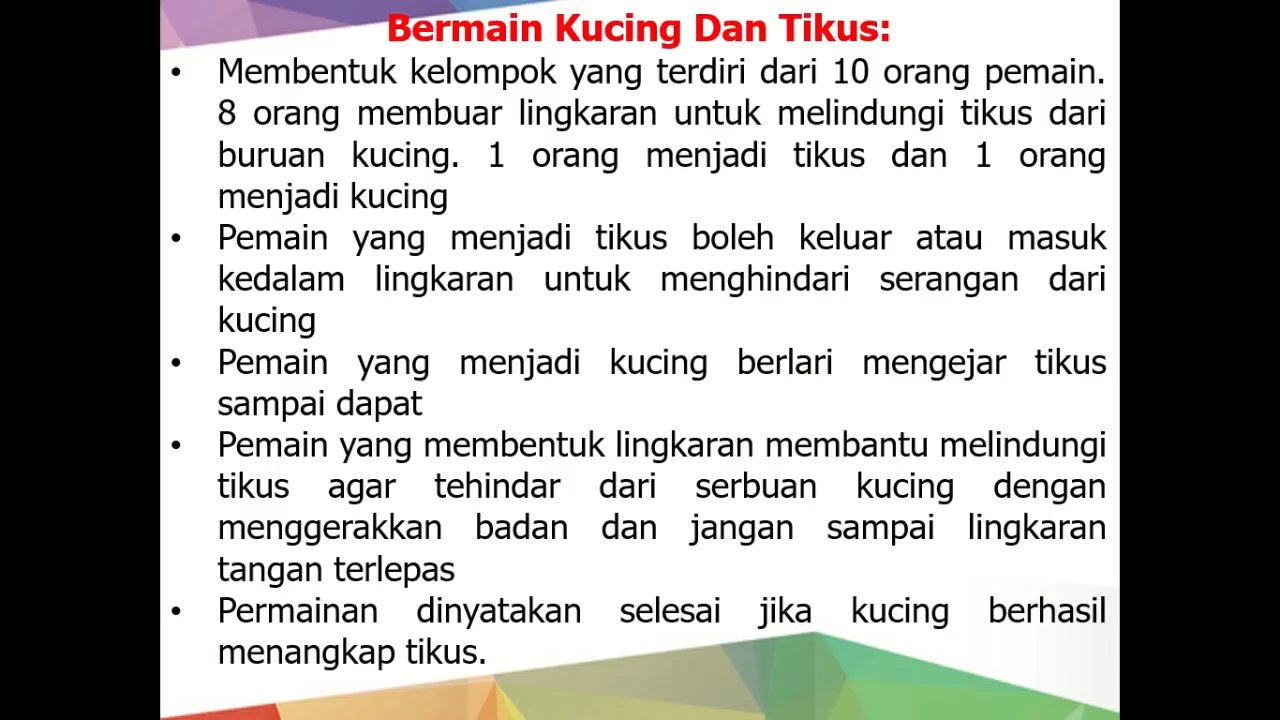 Bermain Kucing Dan Tikus:
• Membentuk kelompok yang terdiri dari 10 orang pemain.
8 orang membuar lingkaran untuk melindungi tikus dari
buruan kucing. 1 orang menjadi tikus dan 1 orang
menjadi kucing
• Pemain yang menjadi tikus boleh keluar atau masuk
kedalam lingkaran untuk menghindari serangan dari
kucing
• Pemain yang menjadi kucing berlari mengejar tikus
sampai dapat
• Pemain yang membentuk lingkaran membantu melindungi
tikus agar tehindar dari serbuan kucing dengan
menggerakkan badan dan jangan sampai lingkaran
tangan terlepas
• Permainan dinyatakan selesai jika kucing berhasil
menangkap tikus.